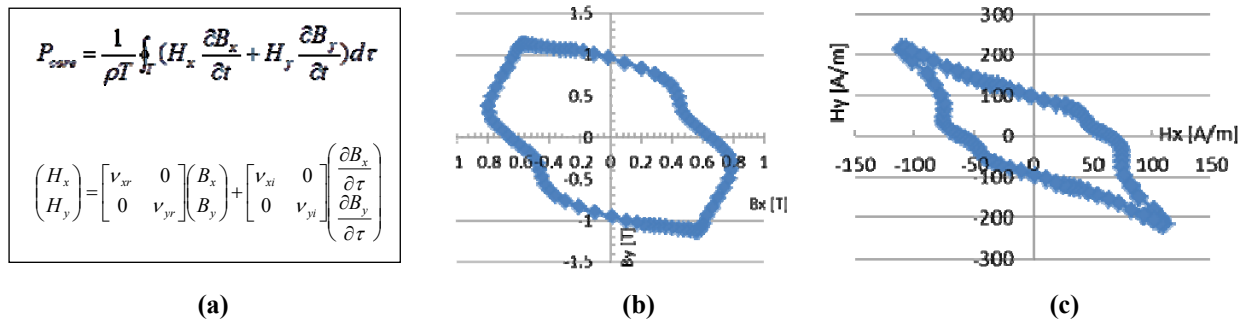 P_core = 1/ρT ∮_T (H_x ∂B_x/∂t + H_y ∂B_y/∂t) dτ
(H_x H_y) = [ν_xr 0 0 ν_yr] (B_x B_y) + [ν_xi 0 0 ν_yi] (∂B_x/∂τ ∂B_y/∂τ)
(a)
1.5
1
0.5
0
-0.5
-1
-1.5
1 0.8 0.6 0.4 0.2 0 0.2 0.4 0.6 0.8 1
Bx [T]
By [T]
(b)
300
200
100
0
-100
-200
-300
-150 -100 -50 0 50 100 150
Hx [A/m]
Hy [A/m]
(c)